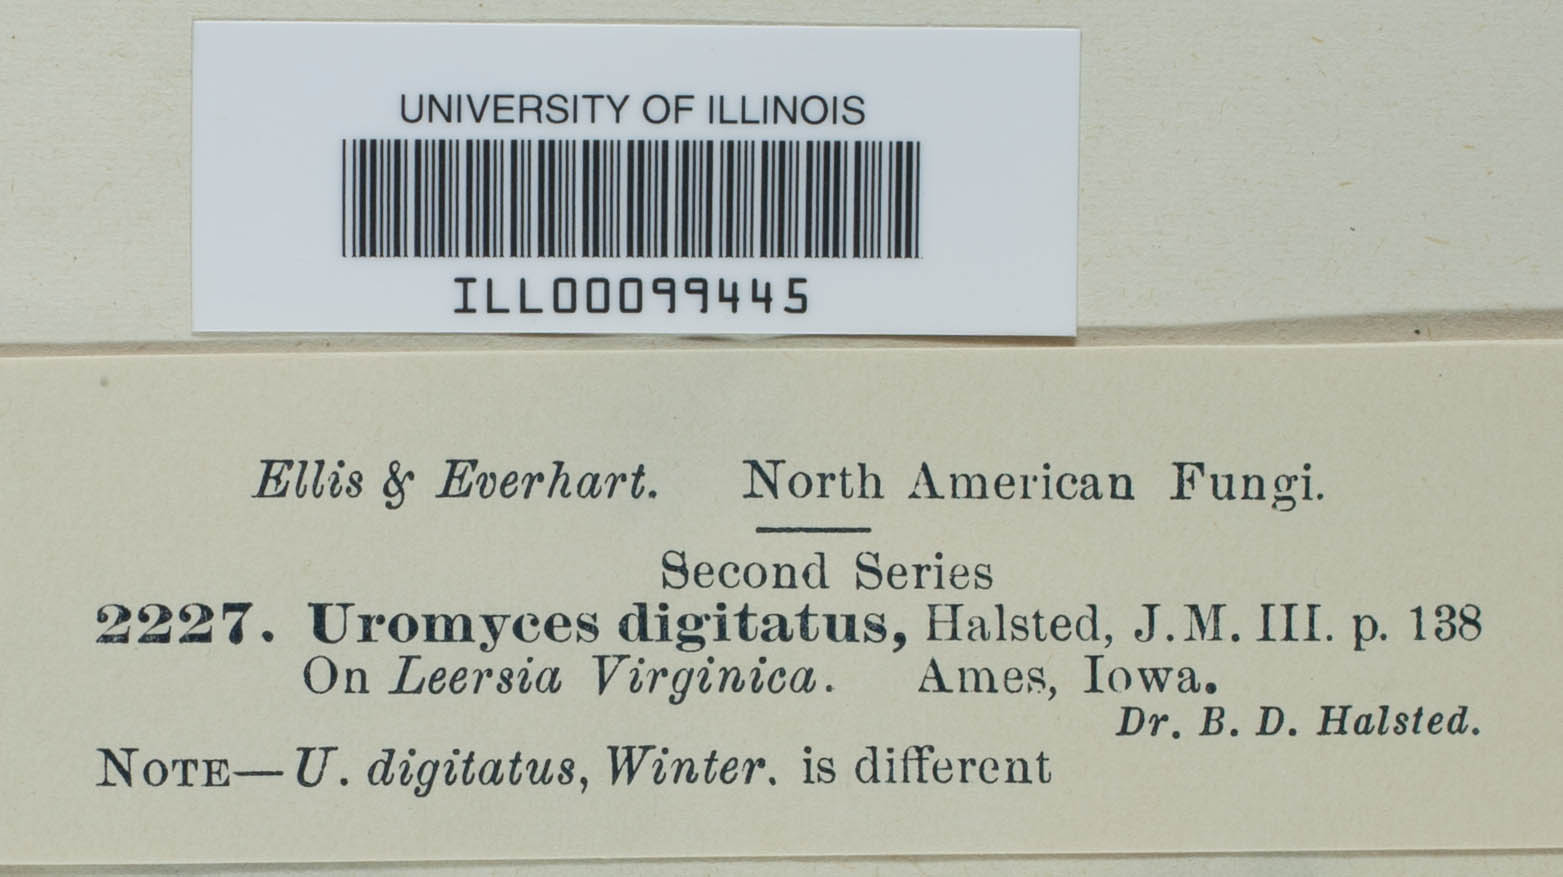 UNIVERSITY OF ILLINOIS
ILL00099445
Ellis & Everhart. North American Fungi.
Second Series
2227. Uromyces digitatus, Halsted, J. M. III. p. 138
On Leersia Virginica. Ames, Iowa.
Dr. B. D. Halsted.
NOTE—U. digitatus, Winter. is different